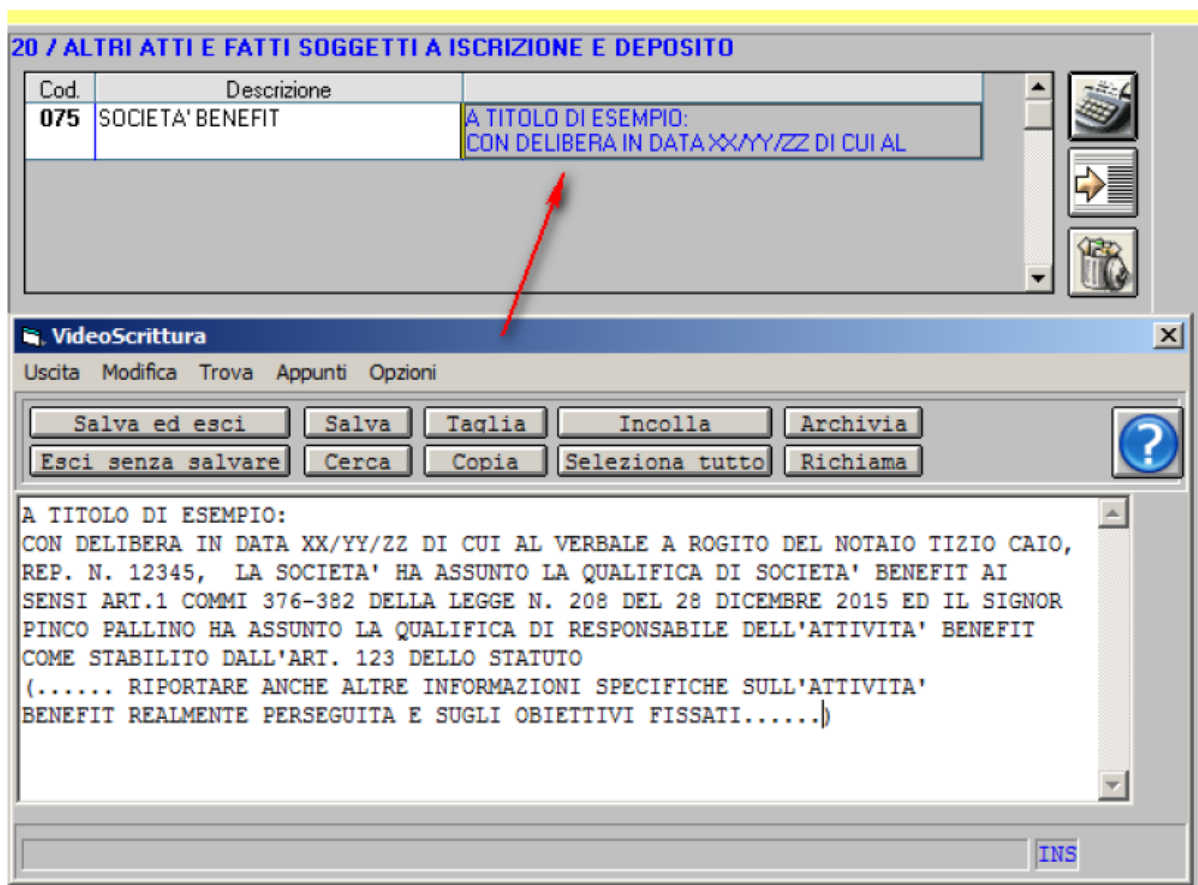 20 / ALTRI ATTI E FATTI SOGGETTI A ISCRIZIONE E DEPOSITO
Cod. Descrizione
075 SOCIETA' BENEFIT A TITOLO DI ESEMPIO:
CON DELIBERA IN DATA XX/YY/ZZ DI CUI AL
VideoScrittura
Uscita Modifica Trova Appunti Opzioni
Salva ed esci Salva Taglia Incolla Archivia
Esci senza salvare Cerca Copia Seleziona tutto Richiama
?
A TITOLO DI ESEMPIO:
CON DELIBERA IN DATA XX/YY/ZZ DI CUI AL VERBALE A ROGITO DEL NOTAIO TIZIO CAIO,
REP. N. 12345, LA SOCIETA' HA ASSUNTO LA QUALIFICA DI SOCIETA' BENEFIT AI
SENSI ART.1 COMMI 376-382 DELLA LEGGE N. 208 DEL 28 DICEMBRE 2015 ED IL SIGNOR
PINCO PALLINO HA ASSUNTO LA QUALIFICA DI RESPONSABILE DELL'ATTIVITA' BENEFIT
COME STABILITO DALL'ART. 123 DELLO STATUTO
(...... RIPORTARE ANCHE ALTRE INFORMAZIONI SPECIFICHE SULL'ATTIVITA'
BENEFIT REALMENTE PERSEGUITA E SUGLI OBIETTIVI FISSATI......)
INS